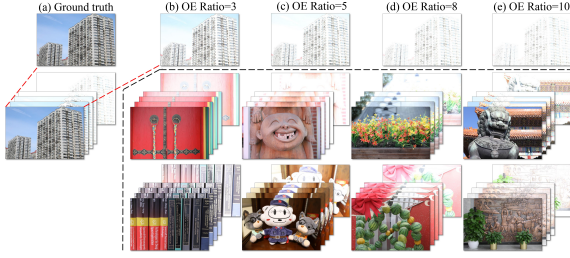 (a) Ground truth
(b) OE Ratio=3
(c) OE Ratio=5
(d) OE Ratio=8
(e) OE Ratio=10